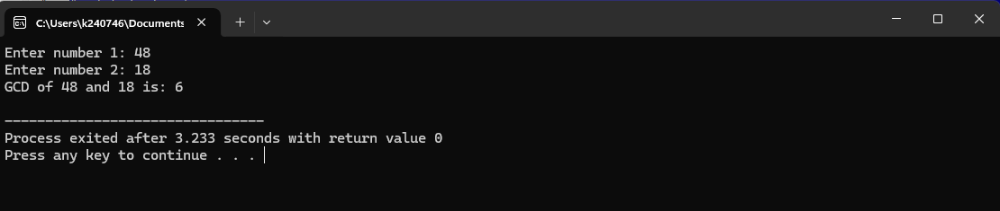 C:\Users\k240746\Documents
Enter number 1: 48
Enter number 2: 18
GCD of 48 and 18 is: 6
--------------------------------
Process exited after 3.233 seconds with return value 0
Press any key to continue . . .